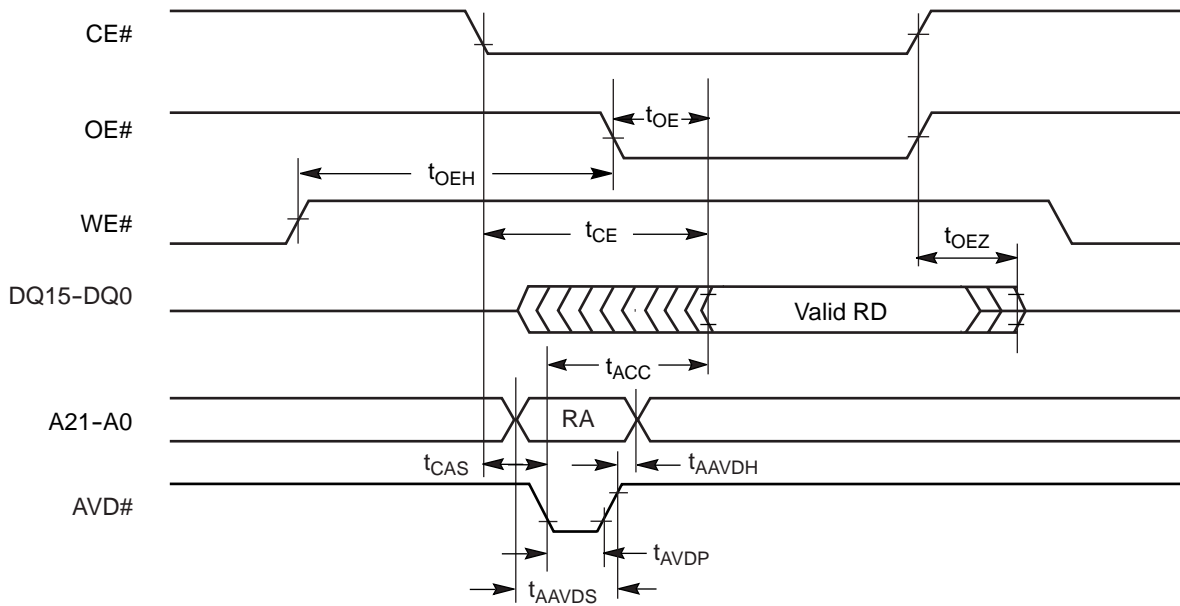 CE#
OE#
tOE
tOEH
WE#
tCE
tOEZ
DQ15-DQ0
Valid RD
tACC
A21-A0
RA
tCAS
tAAVDH
AVD#
tAVDP
tAAVDS